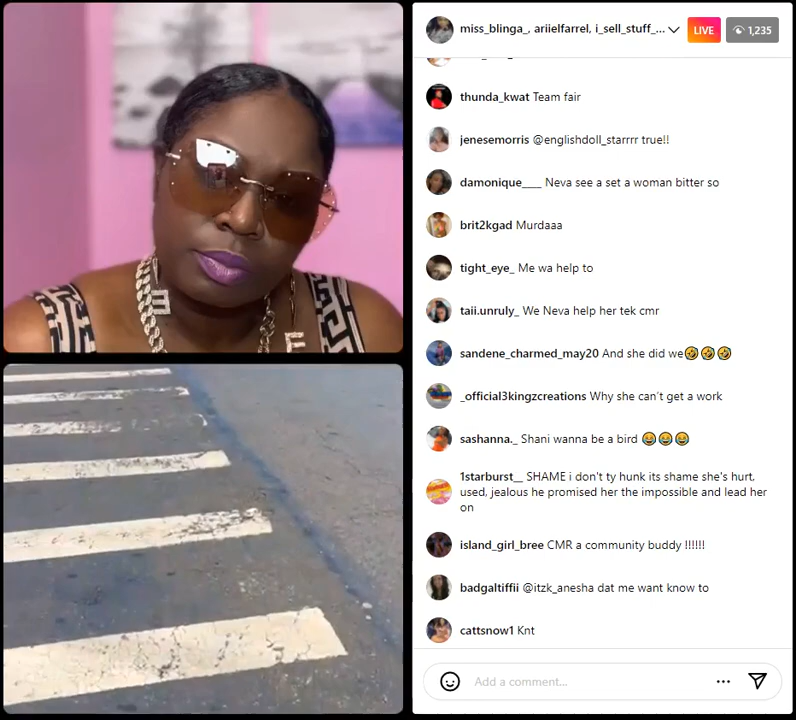 miss_blinga_, ariielfarrel, i_sell_stuff_...
LIVE
1,235
thunda_kwat Team fair
jenesemorris @englishdoll_starrrr true!!
damonique____ Neva see a set a woman bitter so
brit2kgad Murdaaa
tight_eye_ Me wa help to
taii.unruly_ We Neva help her tek cmr
sandene_charmed_may20 And she did we🤣🤣🤣
_official3kingzcreations Why she can't get a work
sashanna._ Shani wanna be a bird 😂😂😂
1starburst__ SHAME i don't ty hunk its shame she's hurt,
used, jealous he promised her the impossible and lead her
on
island_girl_bree CMR a community buddy !!!!!!
badgaltiffii @itzk_anesha dat me want know to
cattsnow1 Knt
Add a comment...